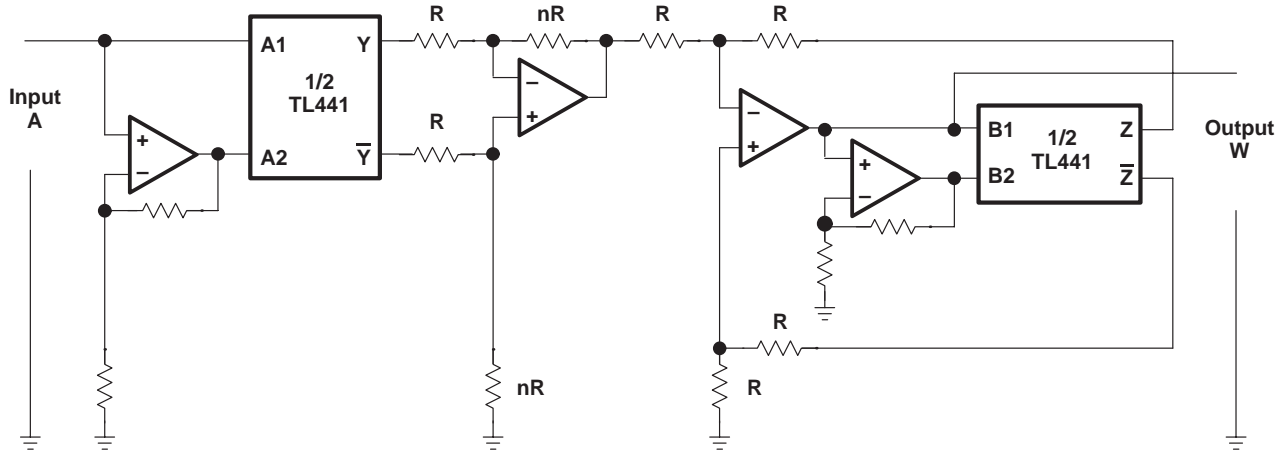 R
nR
R
R
A1
Y
1/2
TL441
Input
A
−
+
R
+
−
A2
Y̅
−
+
B1
Z
1/2
TL441
Output
W
+
−
B2
Z̅
R
nR
R